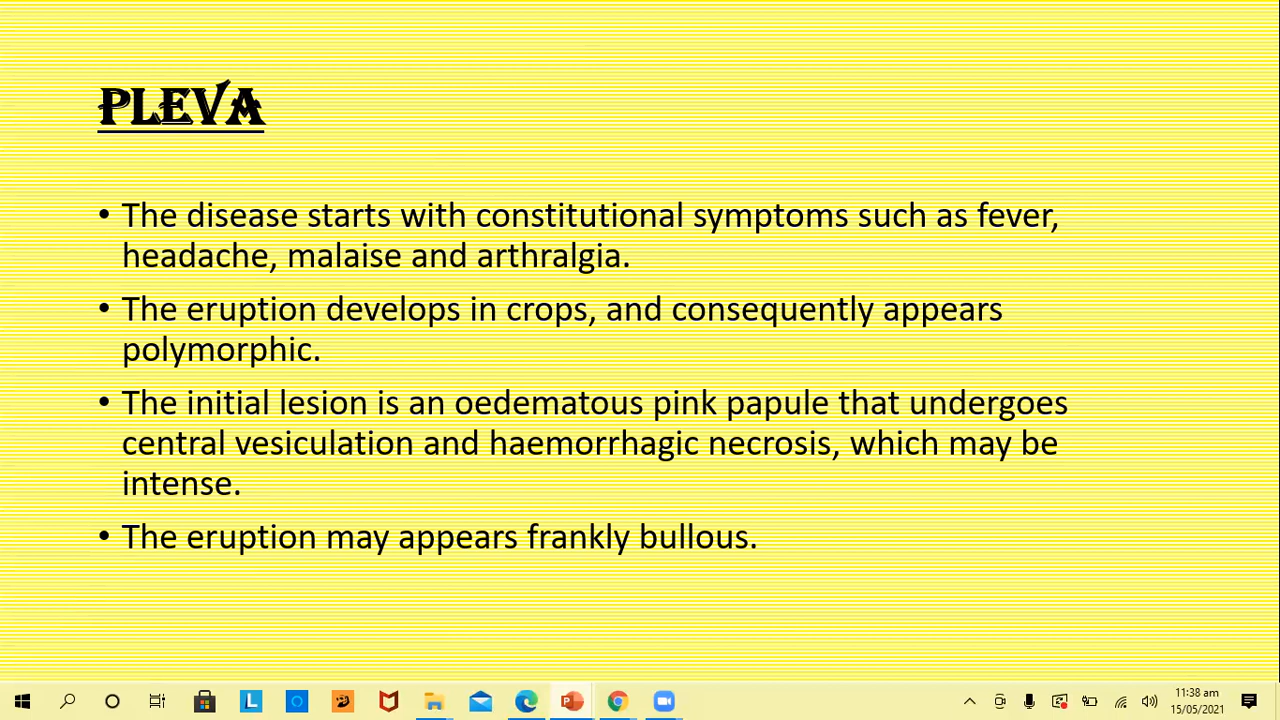 PLEVA
• The disease starts with constitutional symptoms such as fever,
headache, malaise and arthralgia.
• The eruption develops in crops, and consequently appears
polymorphic.
• The initial lesion is an oedematous pink papule that undergoes
central vesiculation and haemorrhagic necrosis, which may be
intense.
• The eruption may appears frankly bullous.
L
11:38 am
15/05/2021